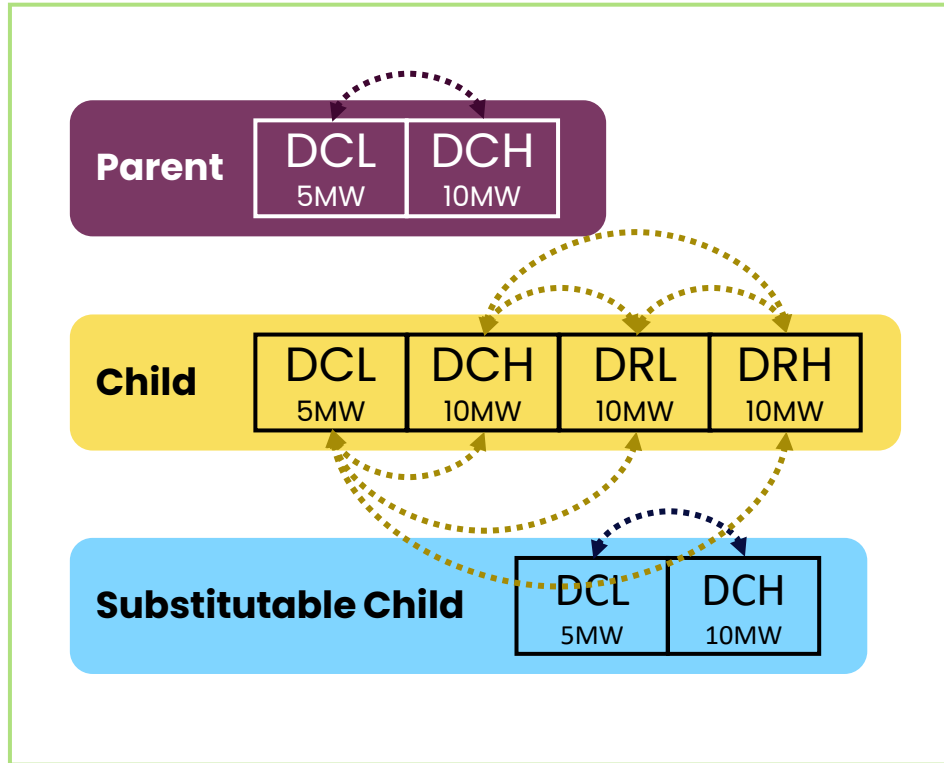 Parent
DCL DCH
5MW 10MW
Child
DCL DCH DRL DRH
5MW 10MW 10MW 10MW
Substitutable Child
DCL DCH
5MW 10MW